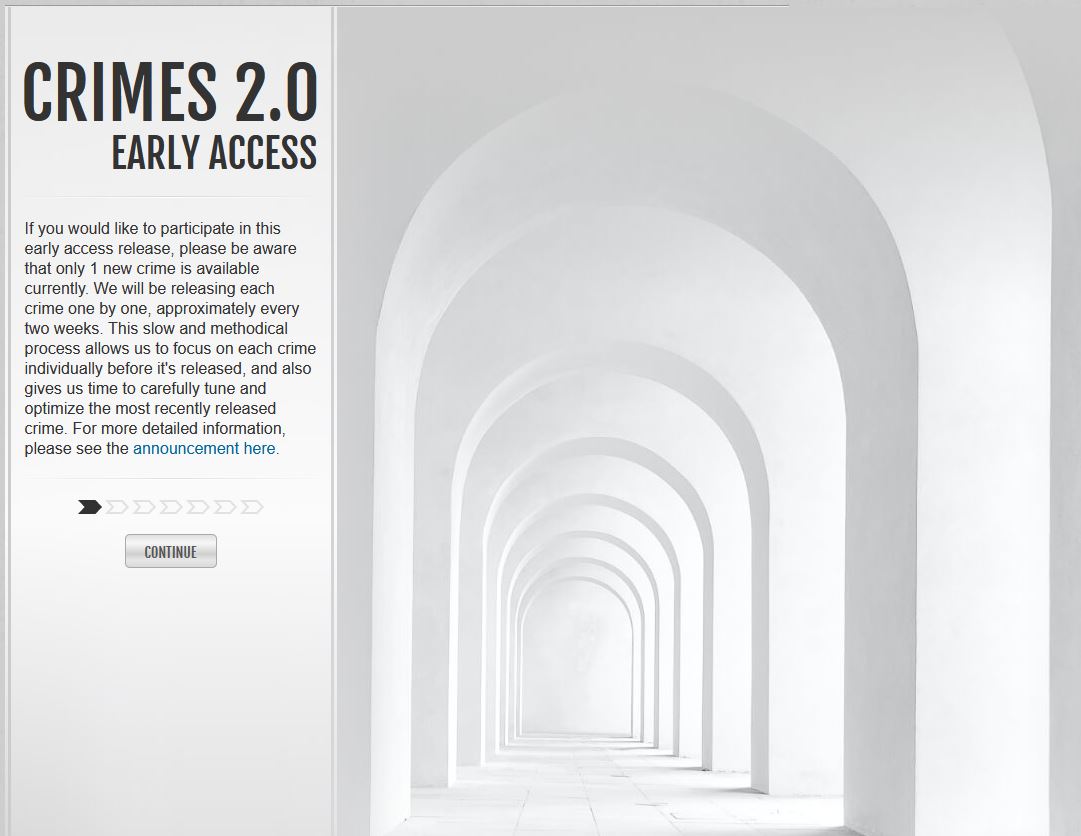 CRIMES 2.0
EARLY ACCESS
If you would like to participate in this
early access release, please be aware
that only 1 new crime is available
currently. We will be releasing each
crime one by one, approximately every
two weeks. This slow and methodical
process allows us to focus on each crime
individually before it's released, and also
gives us time to carefully tune and
optimize the most recently released
crime. For more detailed information,
please see the announcement here.
CONTINUE